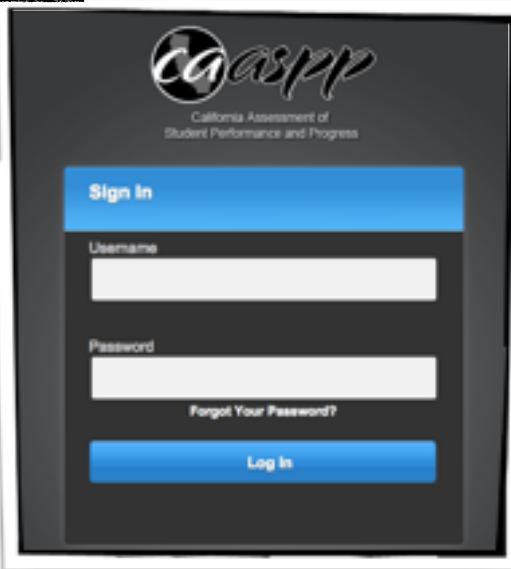 caaspp
California Assessment of
Student Performance and Progress
Sign In
Username
Password
Forgot Your Password?
Log In